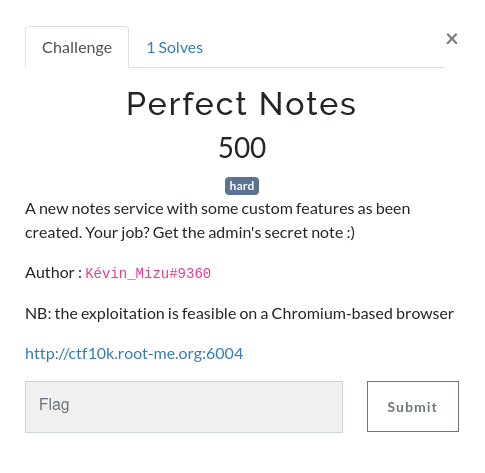 Challenge
1 Solves
×
Perfect Notes
500
hard
A new notes service with some custom features as been
created. Your job? Get the admin's secret note :)
Author : Kévin_Mizu#9360
NB: the exploitation is feasible on a Chromium-based browser
http://ctf10k.root-me.org:6004
Flag
Submit